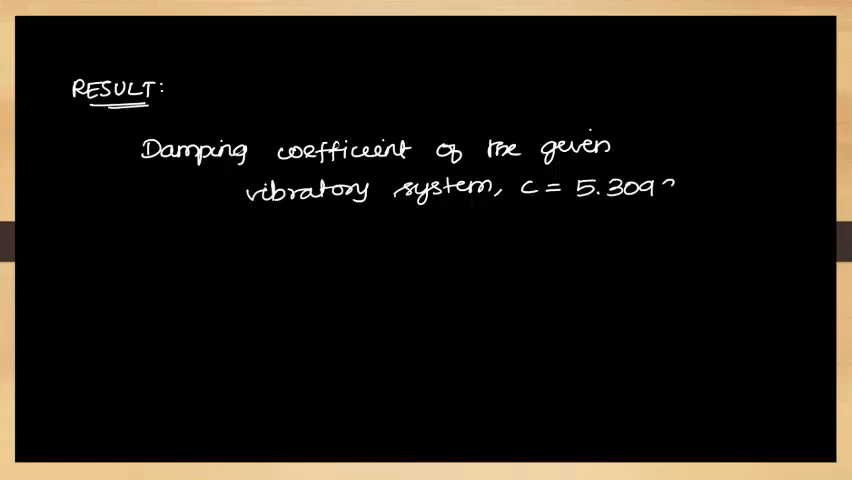 RESULT:
Damping coefficient of the given
vibratory system, c = 5.309